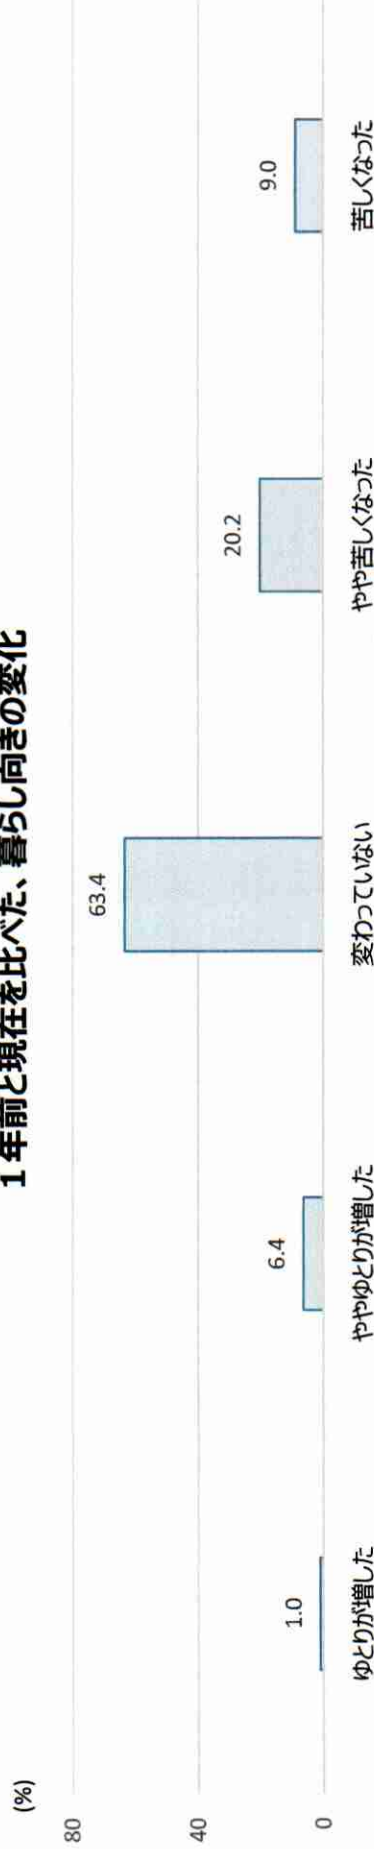 1年前と現在を比べた、暮らし向きの変化
(%)
80
40
0
1.0
6.4
63.4
20.2
9.0
ゆとりが増した
ややゆとりが増した
変わっていない
やや苦しくなった
苦しくなった